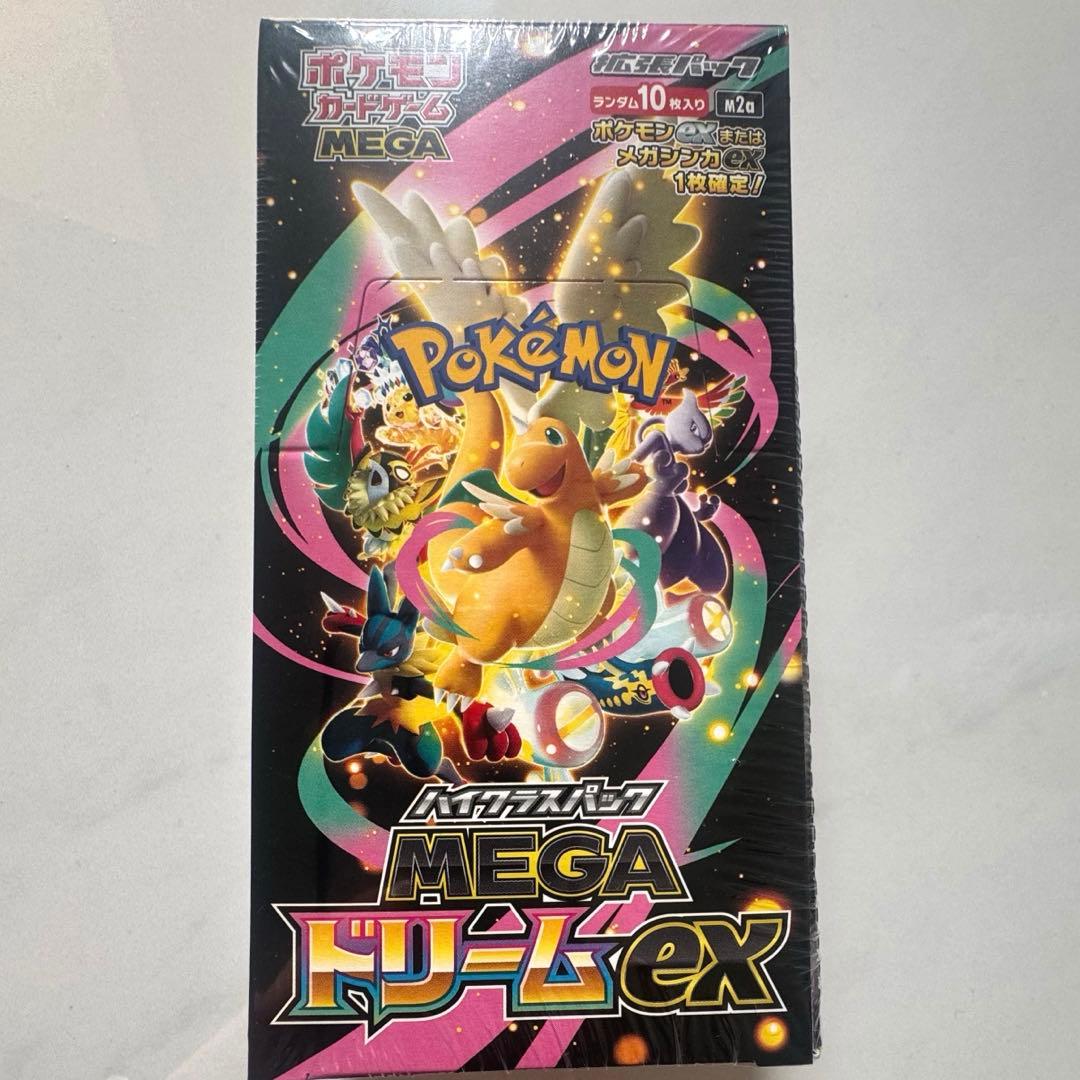 ポケモン
カードゲーム
MEGA
拡張パック
ランダム10枚入り M2a
ポケモンexまたは
メガシンカex
1枚確定!
POKéMON
TM
ハイクラスパック
MEGA
ドリームex